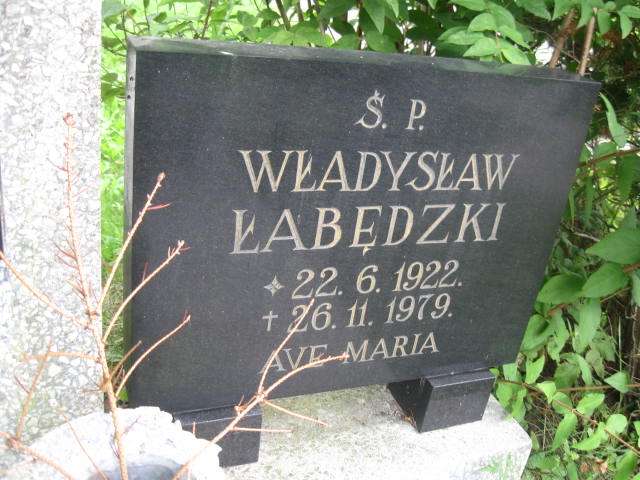 Ś. P.
WŁADYSŁAW
ŁABĘDZKI
22. 6. 1922.
† 26. 11. 1979.
AVE MARIA